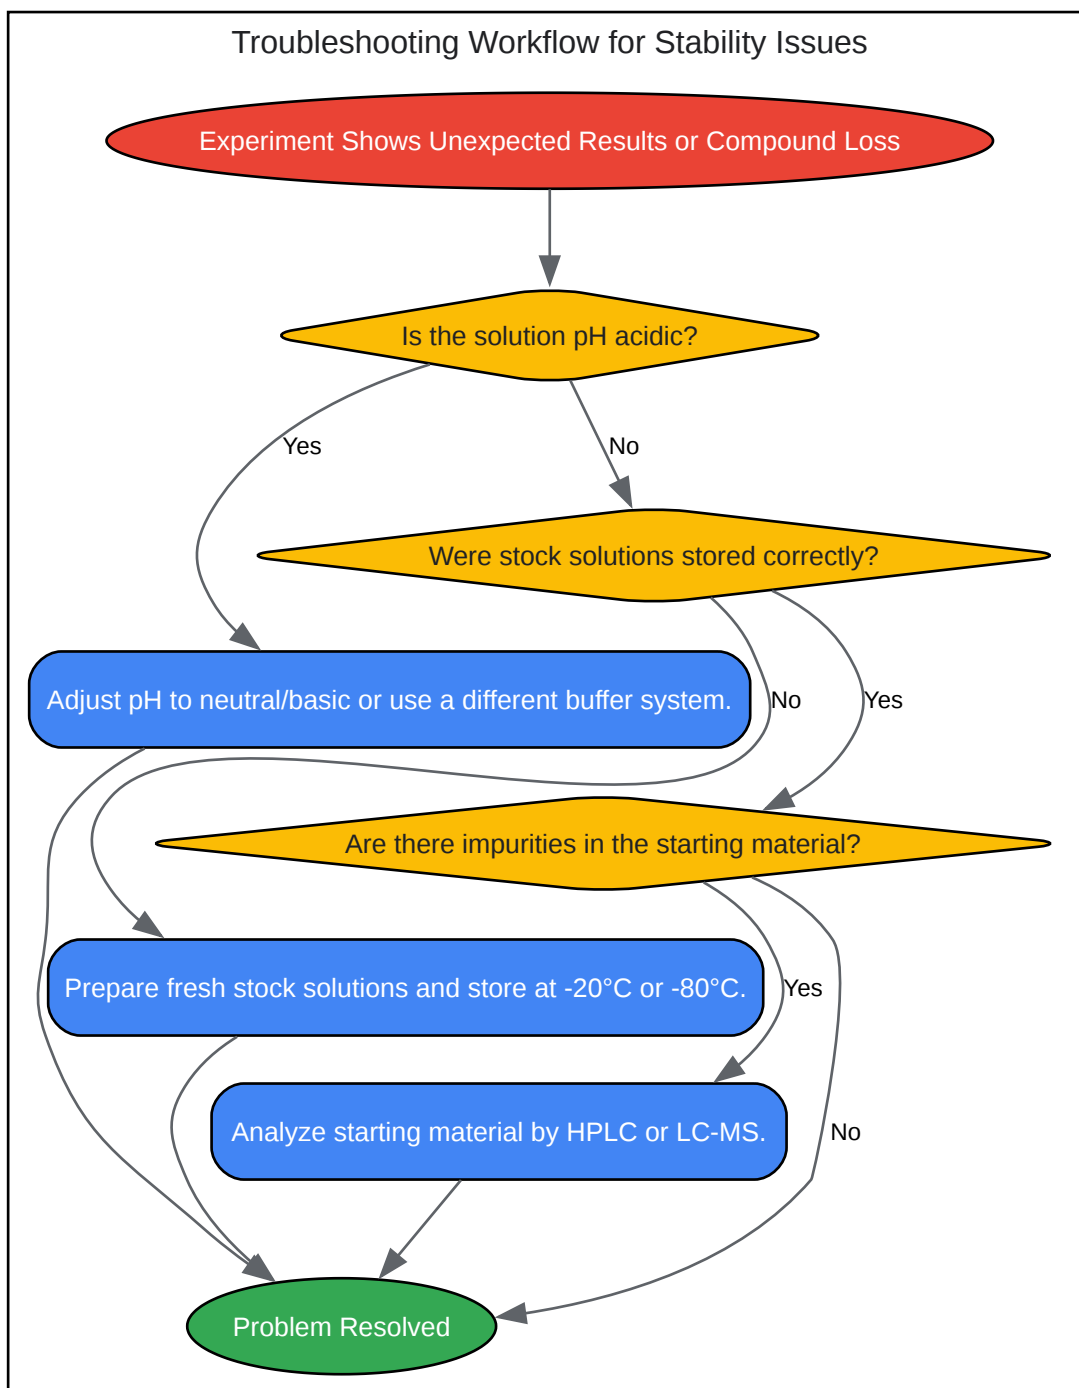 Troubleshooting Workflow for Stability Issues
Experiment Shows Unexpected Results or Compound Loss
Is the solution pH acidic?
Yes
No
Were stock solutions stored correctly?
Adjust pH to neutral/basic or use a different buffer system.
No
Yes
Are there impurities in the starting material?
Prepare fresh stock solutions and store at -20°C or -80°C.
Yes
Analyze starting material by HPLC or LC-MS.
No
Problem Resolved